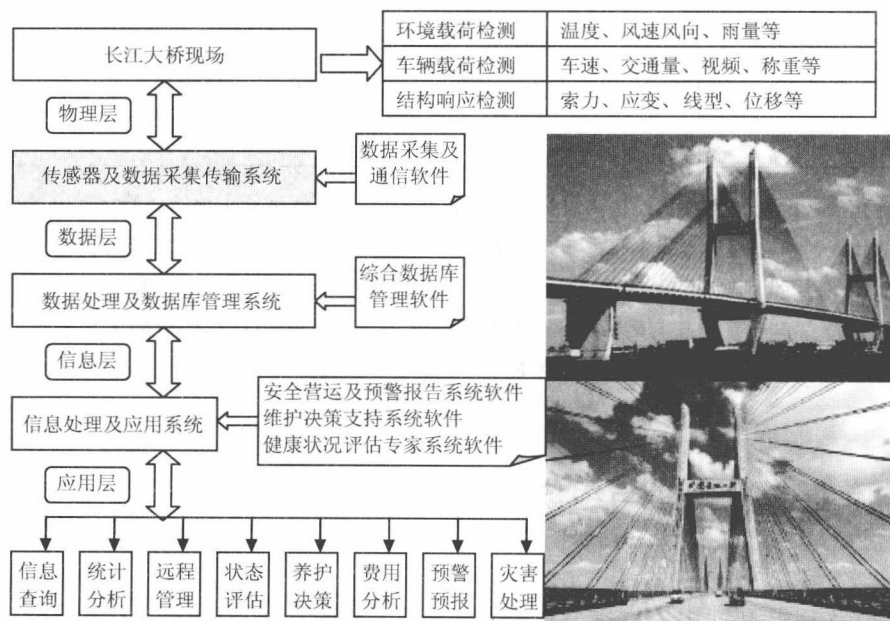 长江大桥现场
环境载荷检测 温度、风速风向、雨量等
车辆载荷检测 车速、交通量、视频、称重等
结构响应检测 索力、应变、线型、位移等
物理层
传感器及数据采集传输系统
数据采集及
通信软件
数据层
数据处理及数据库管理系统
综合数据库
管理软件
信息层
信息处理及应用系统
安全营运及预警报告系统软件
维护决策支持系统软件
健康状况评估专家系统软件
应用层
信息
查询
统计
分析
远程
管理
状态
评估
养护
决策
费用
分析
预警
预报
灾害
处理